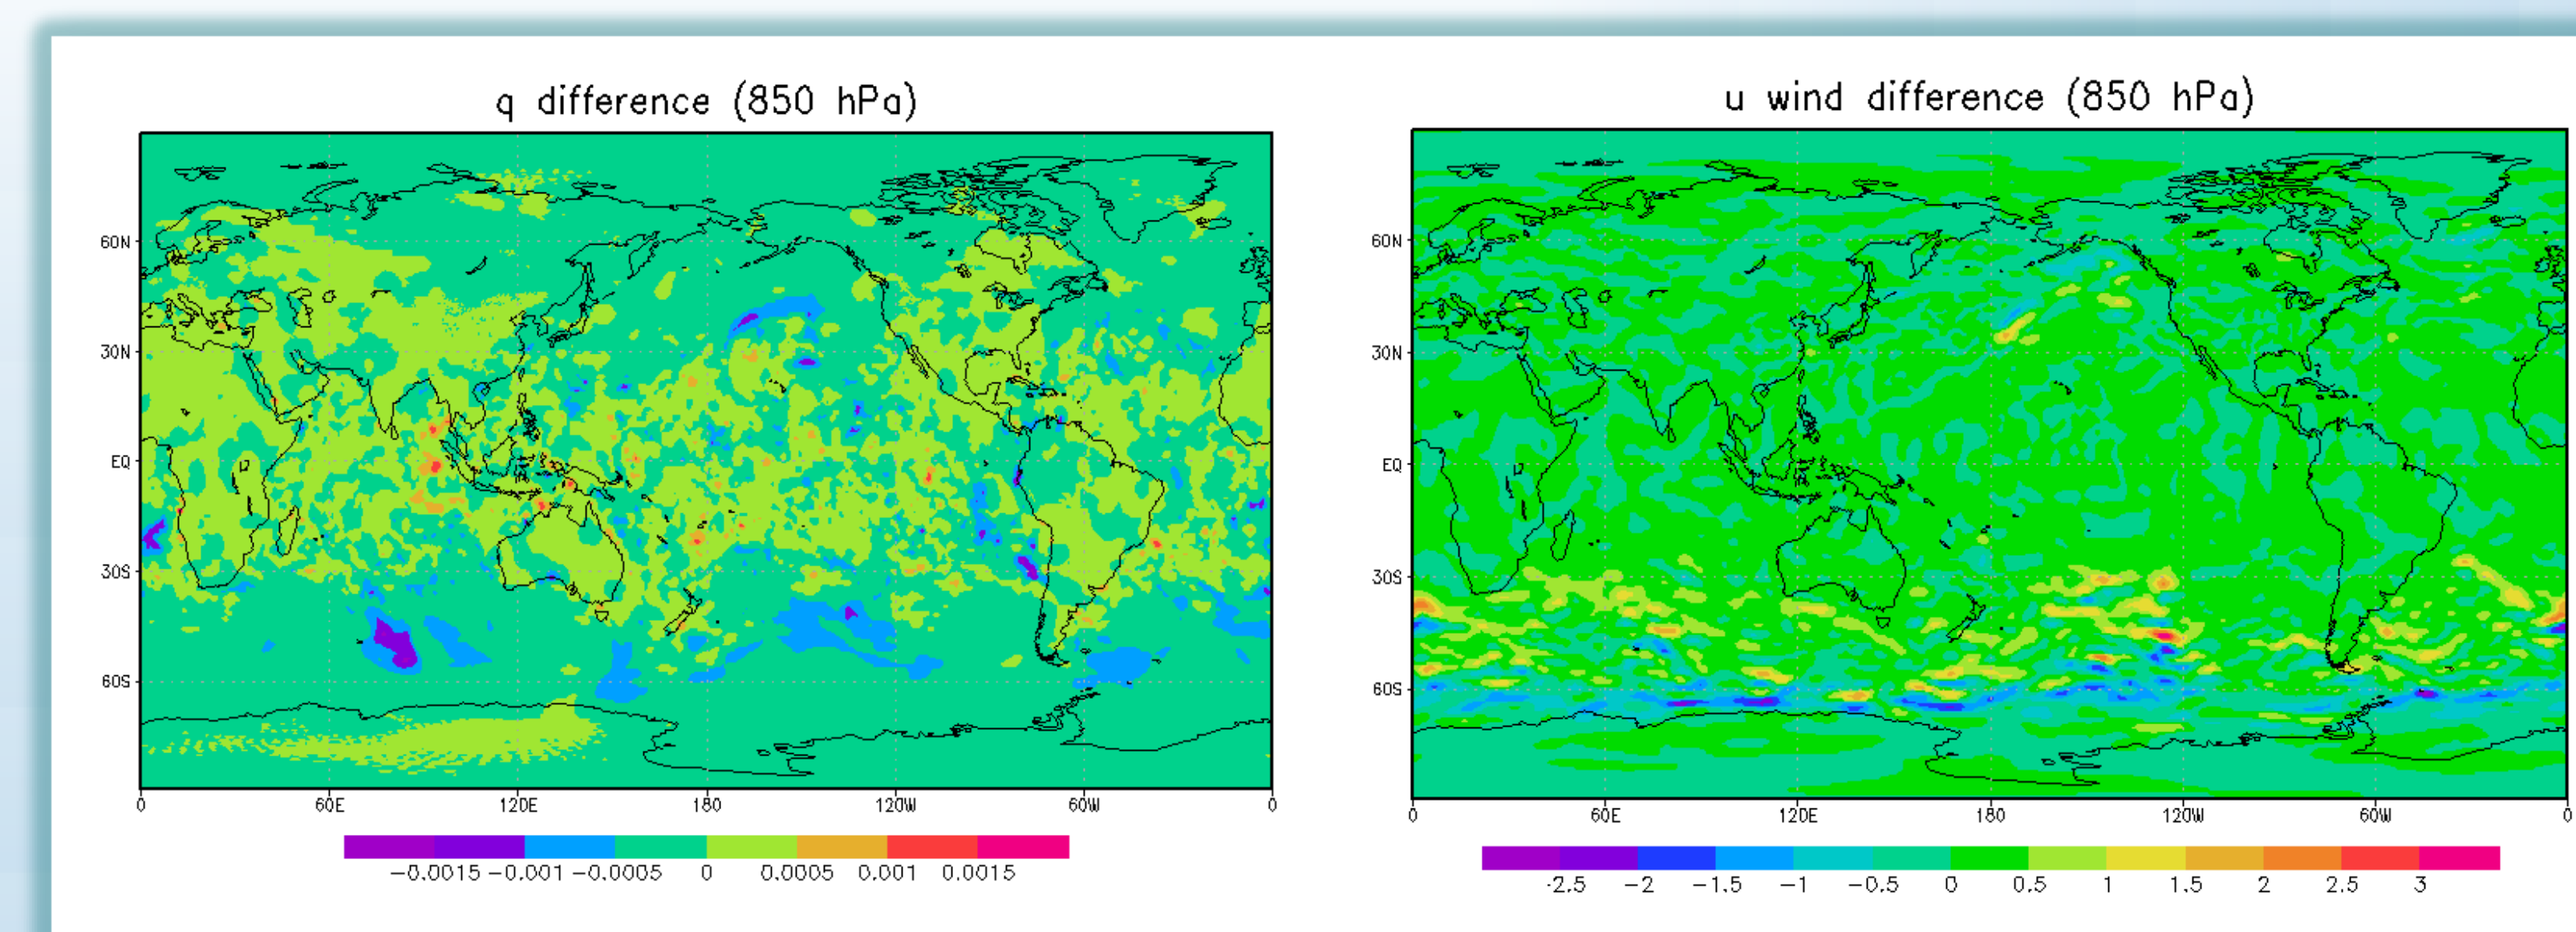 q difference (850 hPa)
60N
30N
EQ
30S
60S
0 60E 120E 180 120W 60W 0
−0.0015 −0.001 −0.0005 0 0.0005 0.001 0.0015
u wind difference (850 hPa)
60N
30N
EQ
30S
60S
0 60E 120E 180 120W 60W 0
-2.5 −2 −1.5 −1 −0.5 0 0.5 1 1.5 2 2.5 3